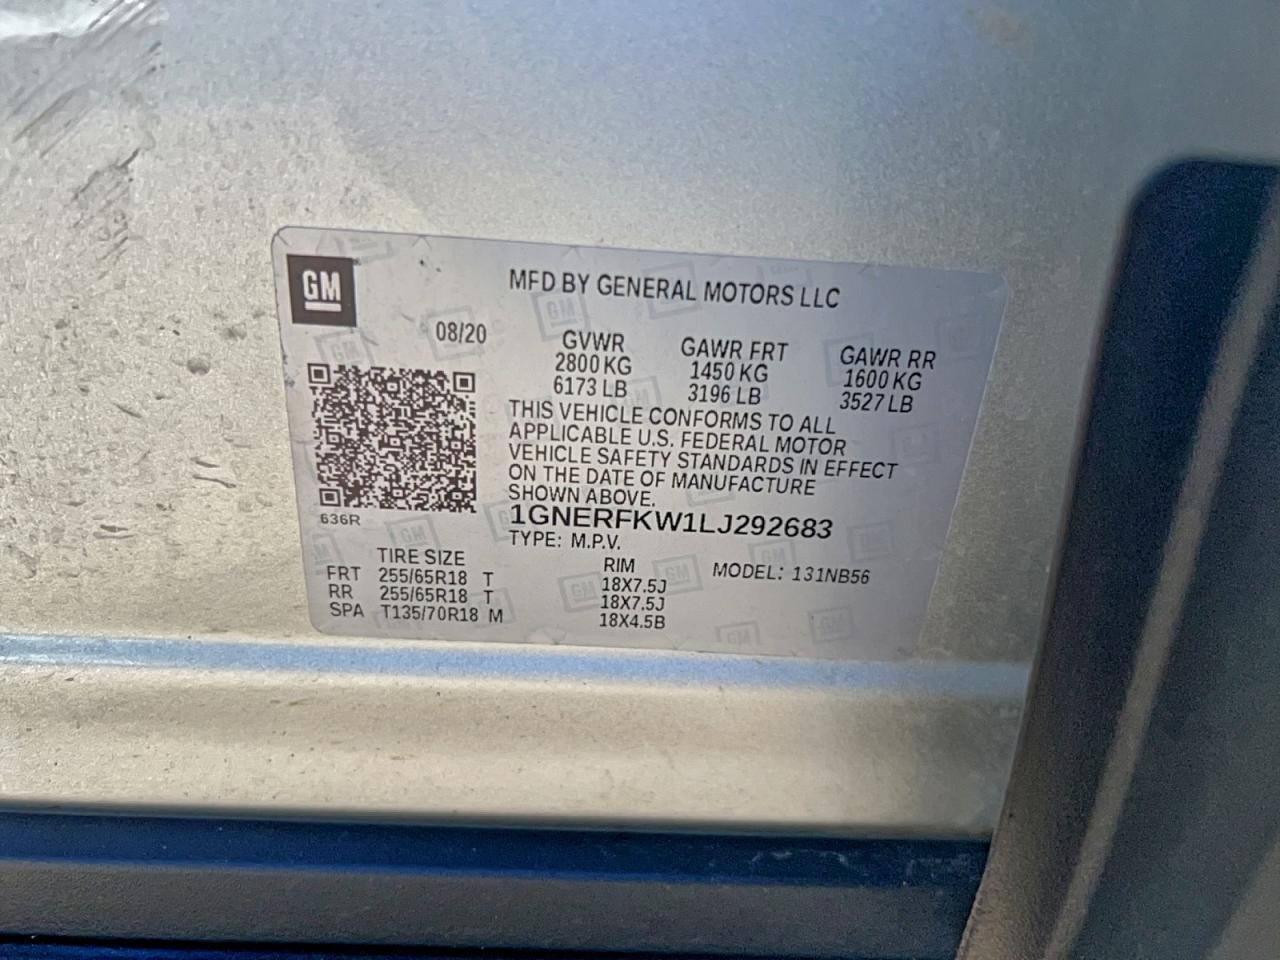 GM
MFD BY GENERAL MOTORS LLC
08/20
GVWR GAWR FRT GAWR RR
2800 KG 1450 KG 1600 KG
6173 LB 3196 LB 3527 LB
THIS VEHICLE CONFORMS TO ALL
APPLICABLE U.S. FEDERAL MOTOR
VEHICLE SAFETY STANDARDS IN EFFECT
ON THE DATE OF MANUFACTURE
SHOWN ABOVE.
636R
1GNERFKW1LJ292683
TYPE: M.P.V.
TIRE SIZE RIM MODEL: 131NB56
FRT 255/65R18 T 18X7.5J
RR 255/65R18 T 18X7.5J
SPA T135/70R18 M 18X4.5B